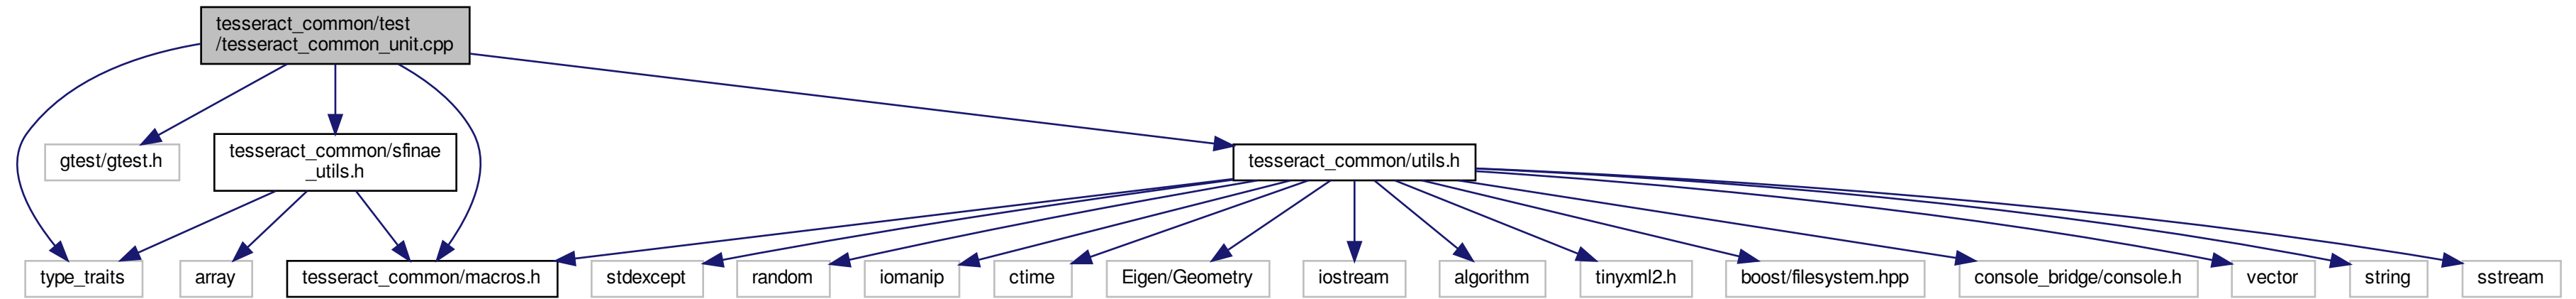 tesseract_common/test
/tesseract_common_unit.cpp
gtest/gtest.h
tesseract_common/sfinae
_utils.h
tesseract_common/utils.h
type_traits
array
tesseract_common/macros.h
stdexcept
random
iomanip
ctime
Eigen/Geometry
iostream
algorithm
tinyxml2.h
boost/filesystem.hpp
console_bridge/console.h
vector
string
sstream